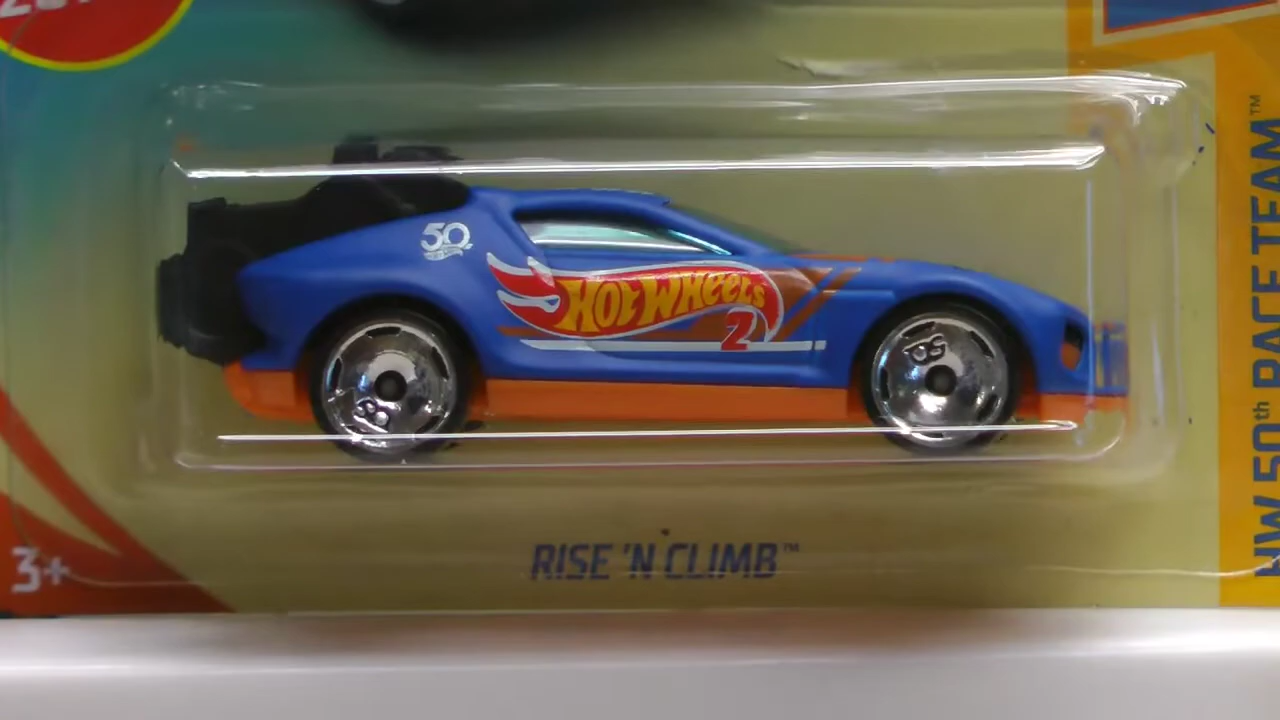 50
HOT WHEELS
2
RISE 'N CLIMB™
3+
HW 50th RACE TEAM™